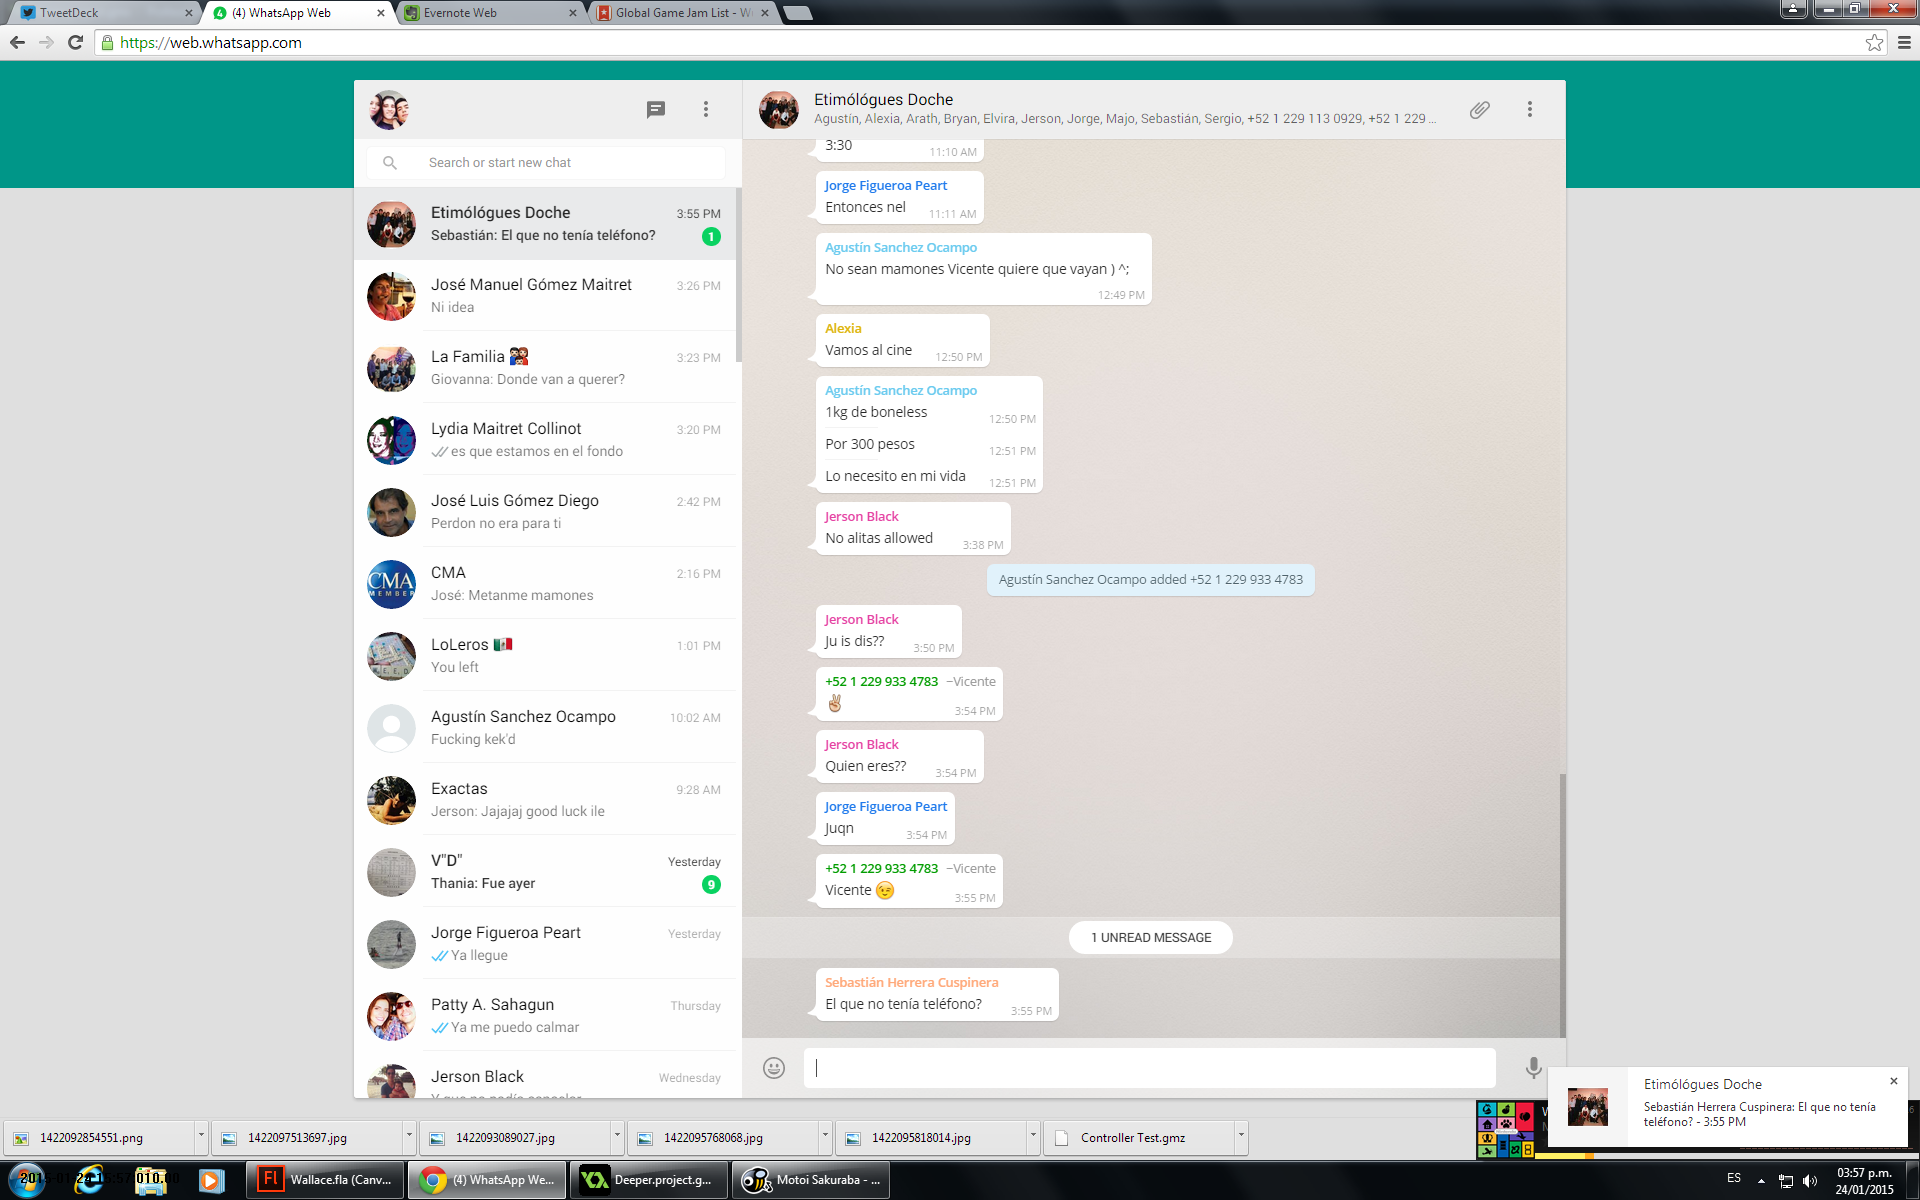 TweetDeck
(4) WhatsApp Web
Evernote Web
Global Game Jam List - W
https://web.whatsapp.com
Search or start new chat
Etimólógues Doche
3:55 PM
Sebastián: El que no tenía teléfono?
1
José Manuel Gómez Maitret
3:26 PM
Ni idea
La Familia
3:23 PM
Giovanna: Donde van a querer?
Lydia Maitret Collinot
3:20 PM
es que estamos en el fondo
José Luis Gómez Diego
2:42 PM
Perdon no era para ti
CMA MEMBER
CMA
2:16 PM
José: Metanme mamones
LoLeros
1:01 PM
You left
Agustín Sanchez Ocampo
10:02 AM
Fucking kek'd
Exactas
9:28 AM
Jerson: Jajajaj good luck ile
V"D"
Yesterday
Thania: Fue ayer
9
Jorge Figueroa Peart
Yesterday
Ya llegue
Patty A. Sahagun
Thursday
Ya me puedo calmar
Jerson Black
Wednesday
Etimólógues Doche
Agustín, Alexia, Arath, Bryan, Elvira, Jerson, Jorge, Majo, Sebastián, Sergio, +52 1 229 113 0929, +52 1 229 ...
3:30
11:10 AM
Jorge Figueroa Peart
Entonces nel
11:11 AM
Agustín Sanchez Ocampo
No sean mamones Vicente quiere que vayan ) ^;
12:49 PM
Alexia
Vamos al cine
12:50 PM
Agustín Sanchez Ocampo
1kg de boneless
12:50 PM
Por 300 pesos
12:51 PM
Lo necesito en mi vida
12:51 PM
Jerson Black
No alitas allowed
3:38 PM
Agustín Sanchez Ocampo added +52 1 229 933 4783
Jerson Black
Ju is dis??
3:50 PM
+52 1 229 933 4783 ~Vicente
3:54 PM
Jerson Black
Quien eres??
3:54 PM
Jorge Figueroa Peart
Juqn
3:54 PM
+52 1 229 933 4783 ~Vicente
Vicente
3:55 PM
1 UNREAD MESSAGE
Sebastián Herrera Cuspinera
El que no tenía teléfono?
3:55 PM
Etimólógues Doche
Sebastián Herrera Cuspinera: El que no tenía
teléfono? - 3:55 PM
1422092854551.png
1422097513697.jpg
1422093089027.jpg
1422095768068.jpg
1422095818014.jpg
Controller Test.gmz
Wallace.fla (Canv...
(4) WhatsApp We...
Deeper.project.g...
Motoi Sakuraba - ...
ES
03:57 p.m.
24/01/2015